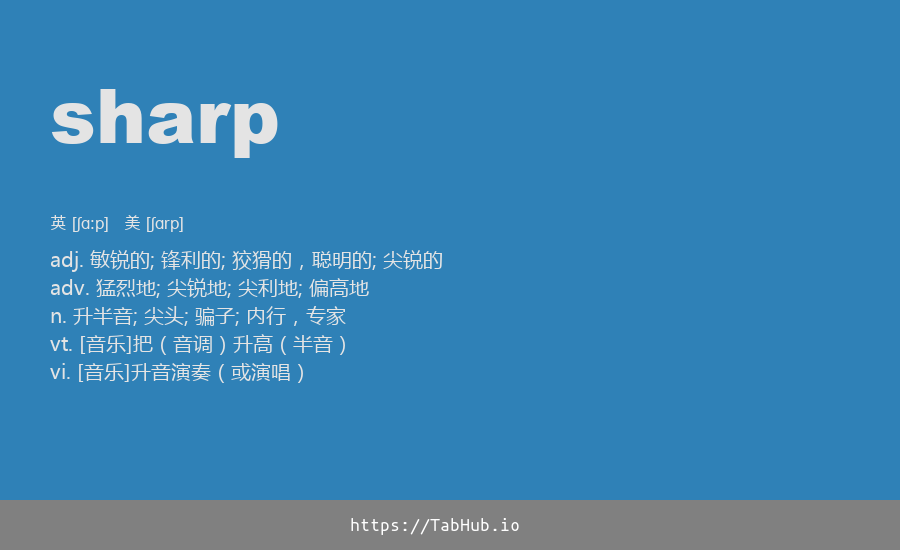 sharp
英 [ʃɑːp] 美 [ʃɑrp]
adj. 敏锐的; 锋利的; 狡猾的，聪明的; 尖锐的
adv. 猛烈地; 尖锐地; 尖利地; 偏高地
n. 升半音; 尖头; 骗子; 内行，专家
vt. [音乐]把（音调）升高（半音）
vi. [音乐]升音演奏（或演唱）
https://TabHub.io